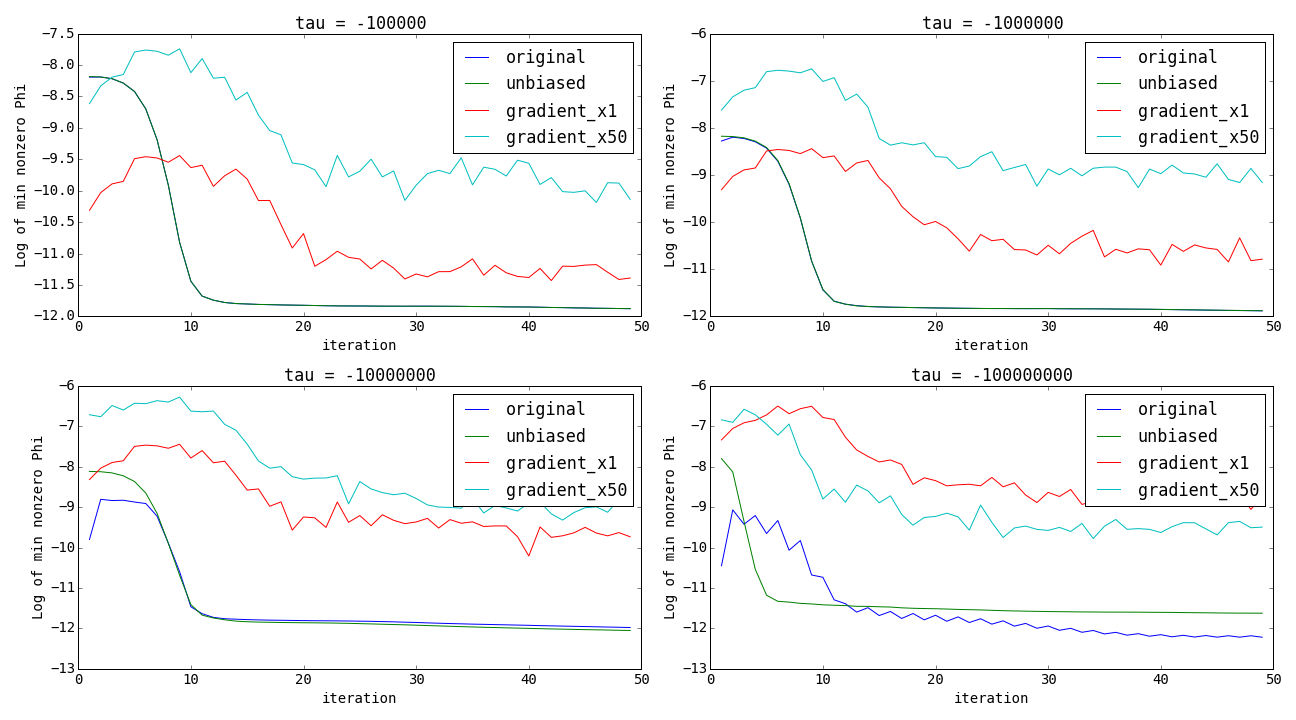 tau = -100000
−7.5
−8.0
−8.5
−9.0
−9.5
−10.0
−10.5
−11.0
−11.5
−12.0
Log of min nonzero Phi
original
unbiased
gradient_x1
gradient_x50
0
10
20
30
40
50
iteration
tau = -1000000
−6
−7
−8
−9
−10
−11
−12
Log of min nonzero Phi
original
unbiased
gradient_x1
gradient_x50
0
10
20
30
40
50
iteration
tau = -10000000
−6
−7
−8
−9
−10
−11
−12
−13
Log of min nonzero Phi
original
unbiased
gradient_x1
gradient_x50
0
10
20
30
40
50
iteration
tau = -100000000
−6
−7
−8
−9
−10
−11
−12
−13
Log of min nonzero Phi
original
unbiased
gradient_x1
gradient_x50
0
10
20
30
40
50
iteration